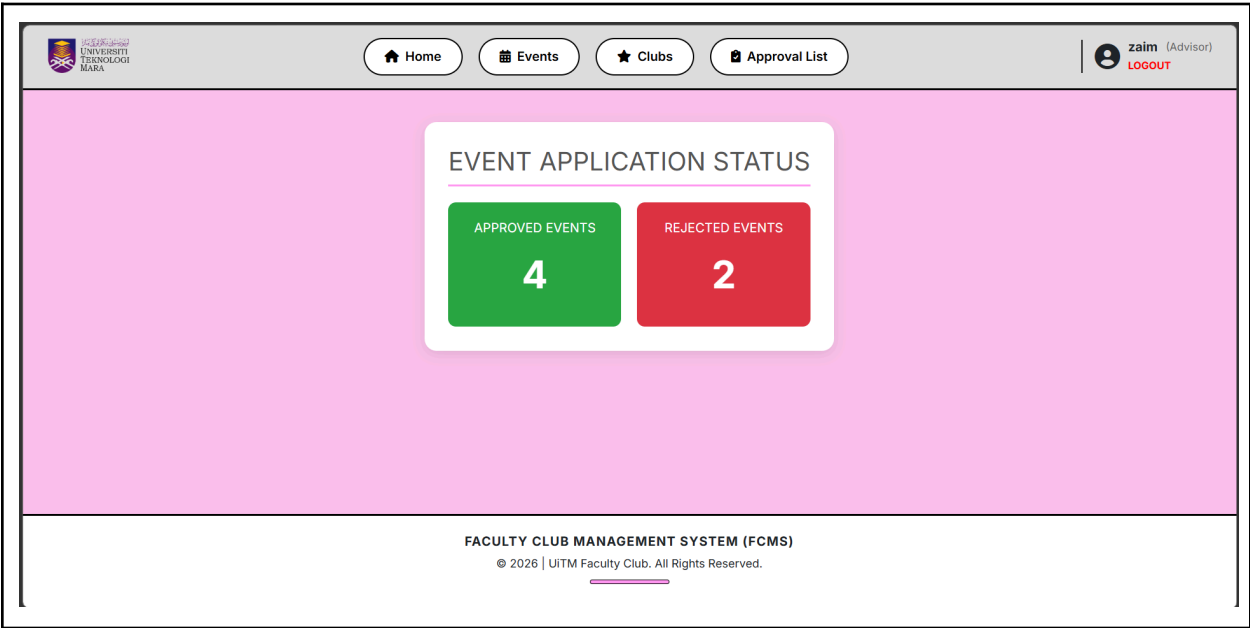 UNIVERSITI
TEKNOLOGI
MARA
Home
Events
Clubs
Approval List
zaim (Advisor)
LOGOUT
EVENT APPLICATION STATUS
APPROVED EVENTS
4
REJECTED EVENTS
2
FACULTY CLUB MANAGEMENT SYSTEM (FCMS)
© 2026 | UiTM Faculty Club. All Rights Reserved.